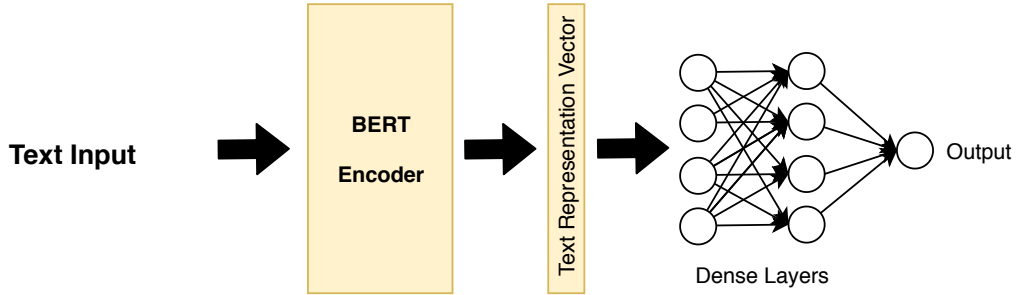 Text Input
BERT
Encoder
Text Representation Vector
Output
Dense Layers